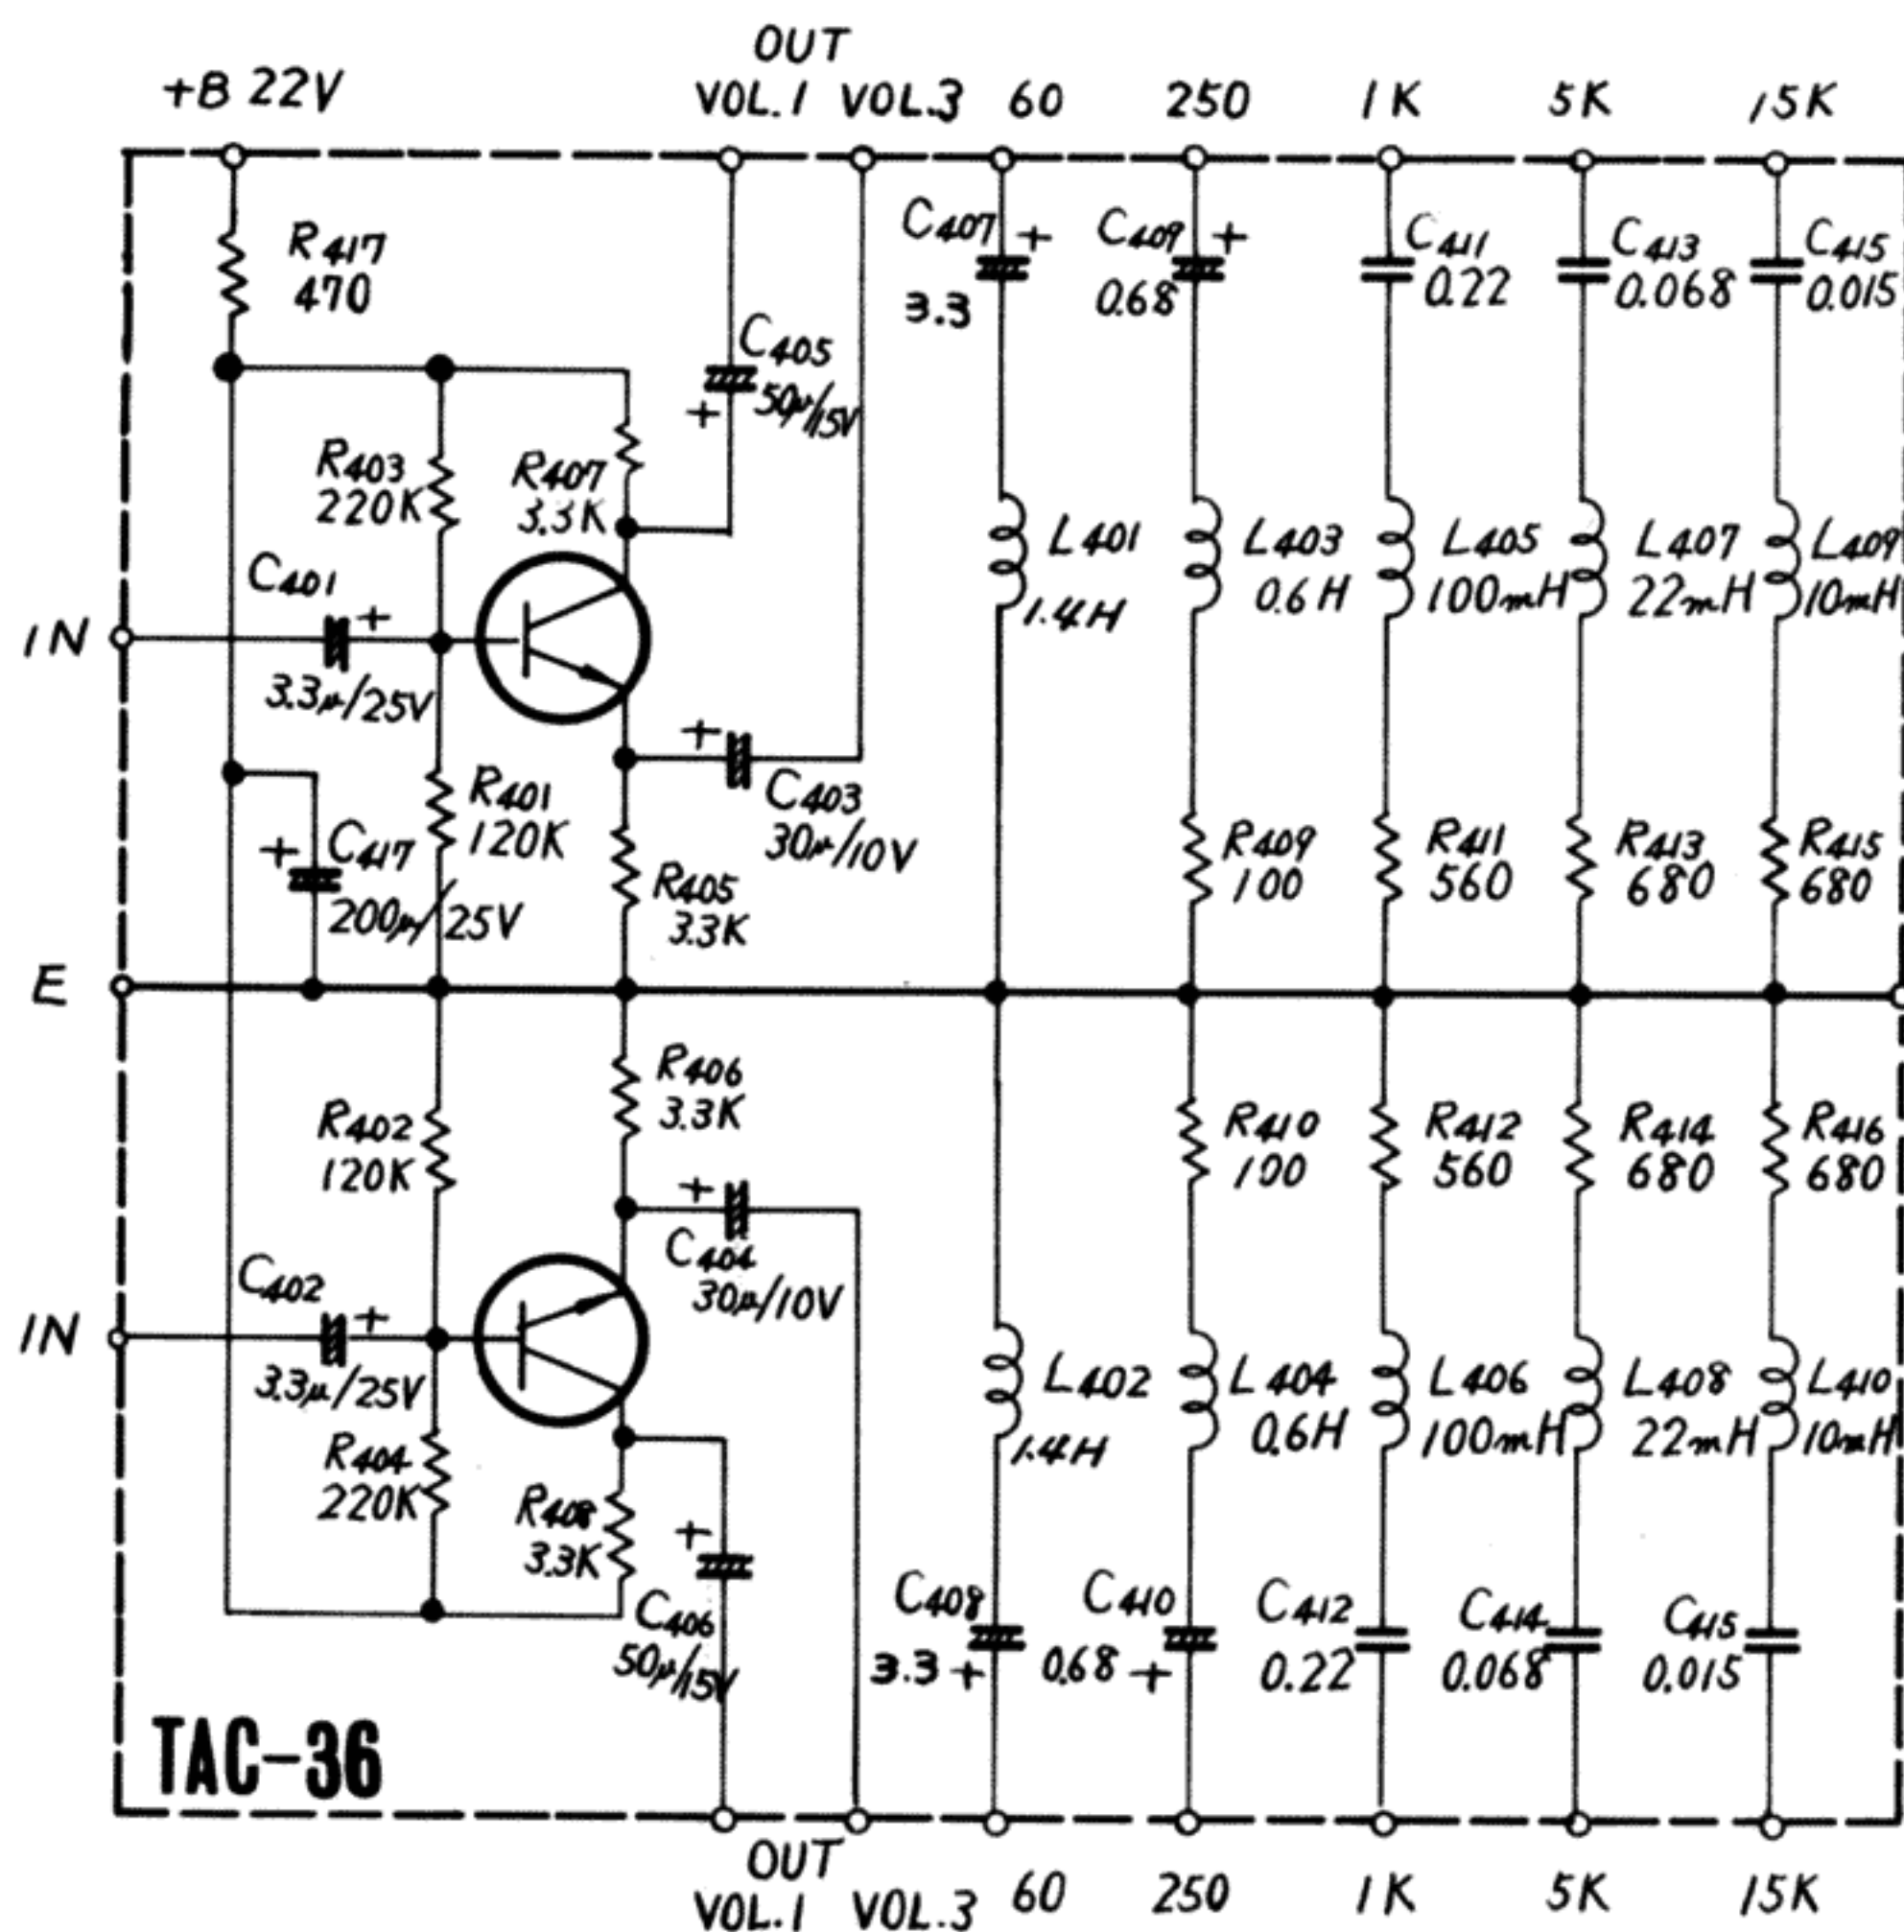 OUT
+B 22V
VOL.1 VOL.3 60 250 1K 5K 15K
R417
470
C407 +
3.3
C409 +
0.68
C411
0.22
C413
0.068
C415
0.015
C405
50μ/15V
+
R403
220K
R407
3.3K
L401
1.4H
L403
0.6H
L405
100mH
L407
22mH
L409
10mH
C401
+
3.3μ/25V
IN
+
C403
30μ/10V
R401
120K
+
C417
200μ/25V
R405
3.3K
R409
100
R411
560
R413
680
R415
680
E
R406
3.3K
R402
120K
R410
100
R412
560
R414
680
R416
680
+
C404
30μ/10V
C402
+
3.3μ/25V
IN
L402
1.4H
L404
0.6H
L406
100mH
L408
22mH
L410
10mH
R404
220K
R408
3.3K
+
C406
50μ/15V
C408
3.3 +
C410
0.68 +
C412
0.22
C414
0.068
C415
0.015
TAC-36
OUT
VOL.1 VOL.3 60 250 1K 5K 15K